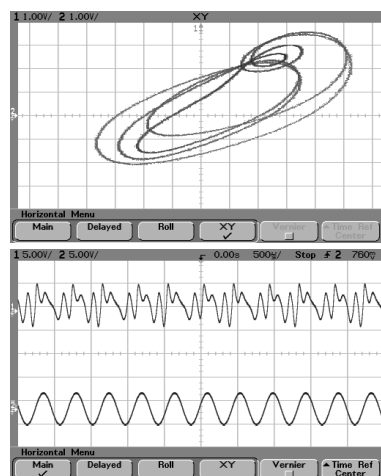 1 1.00V/ 2 1.00V/ XY
Horizontal Menu
Main Delayed Roll XY Vernier Time Ref Center
1 5.00V/ 2 5.00V/ 0.00s Stop 2
Horizontal Menu
Main Delayed Roll XY Vernier Time Ref Center